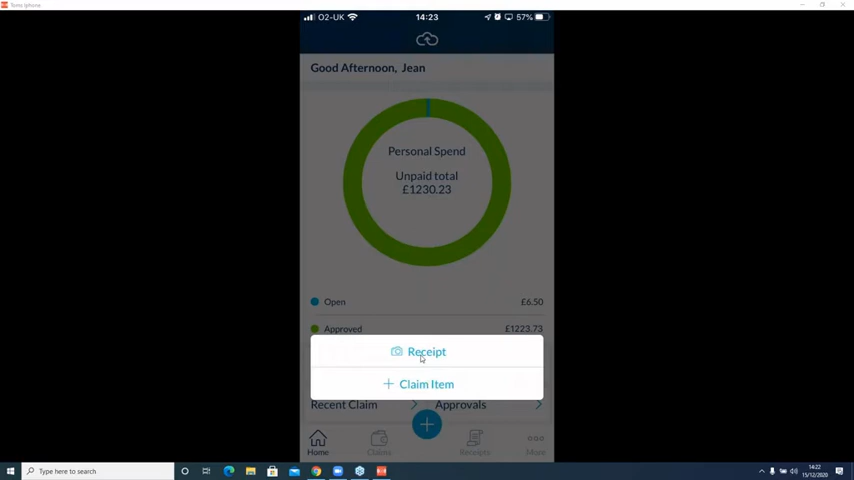 Toms Iphone
O2-UK
14:23
57%
Good Afternoon, Jean
Personal Spend
Unpaid total
£1230.23
Open
£6.50
Approved
£1223.73
Receipt
Claim Item
Recent Claim
Approvals
Home
Claims
Receipts
More
Type here to search
14:22
15/12/2020